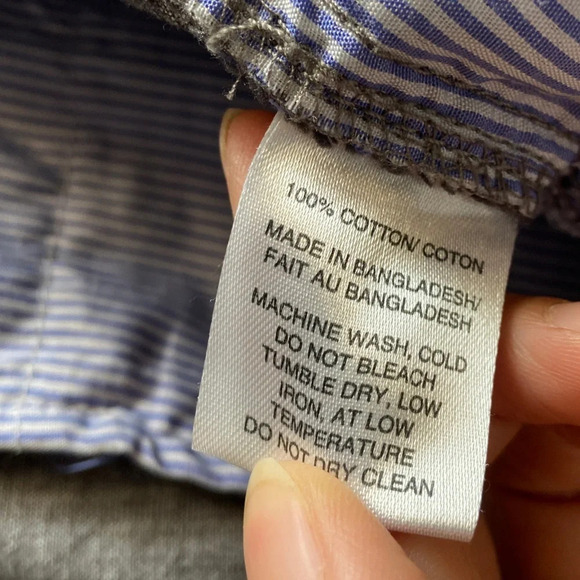 100% COTTON/ COTON
MADE IN BANGLADESH/
FAIT AU BANGLADESH
MACHINE WASH, COLD
DO NOT BLEACH
TUMBLE DRY, LOW
IRON, AT LOW
TEMPERATURE
DO NOT DRY CLEAN